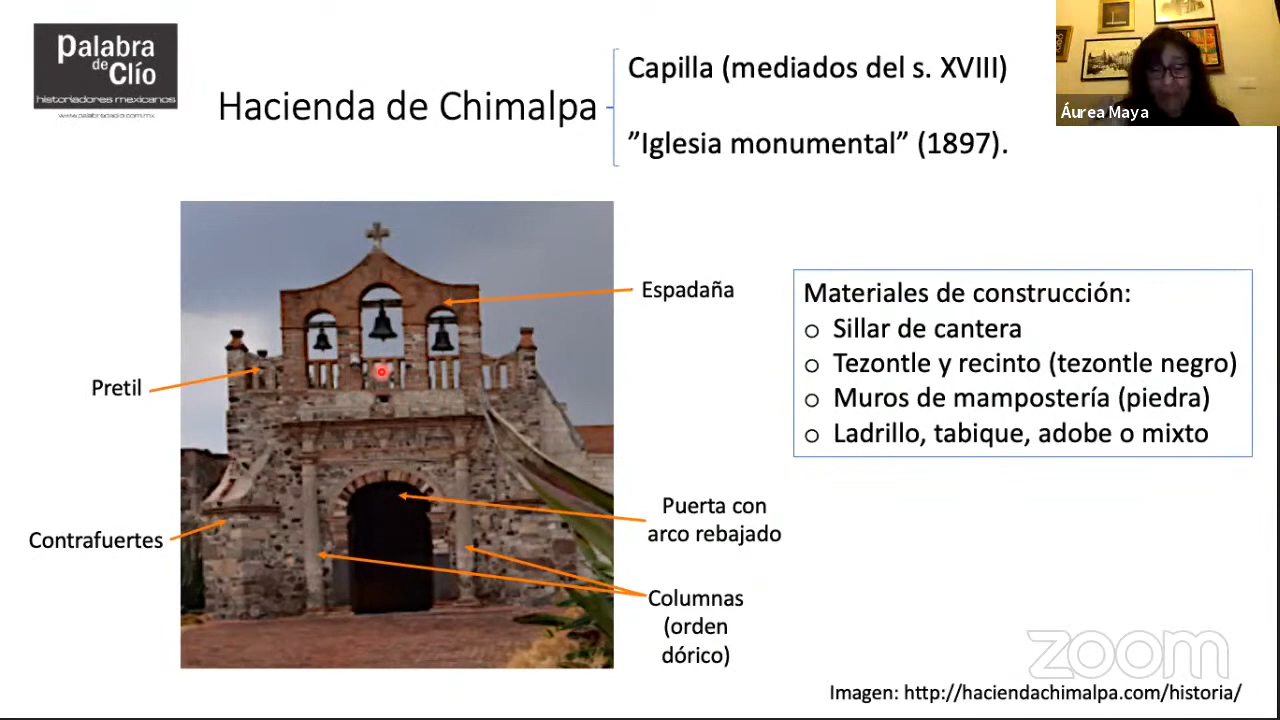 Palabra
de
Clío
historiadores mexicanos
www.palabradeclio.com.mx
Hacienda de Chimalpa
Capilla (mediados del s. XVIII)
”Iglesia monumental” (1897).
Áurea Maya
Espadaña
Pretil
Contrafuertes
Puerta con
arco rebajado
Columnas
(orden
dórico)
Materiales de construcción:
o Sillar de cantera
o Tezontle y recinto (tezontle negro)
o Muros de mampostería (piedra)
o Ladrillo, tabique, adobe o mixto
zoom
Imagen: http://haciendachimalpa.com/historia/